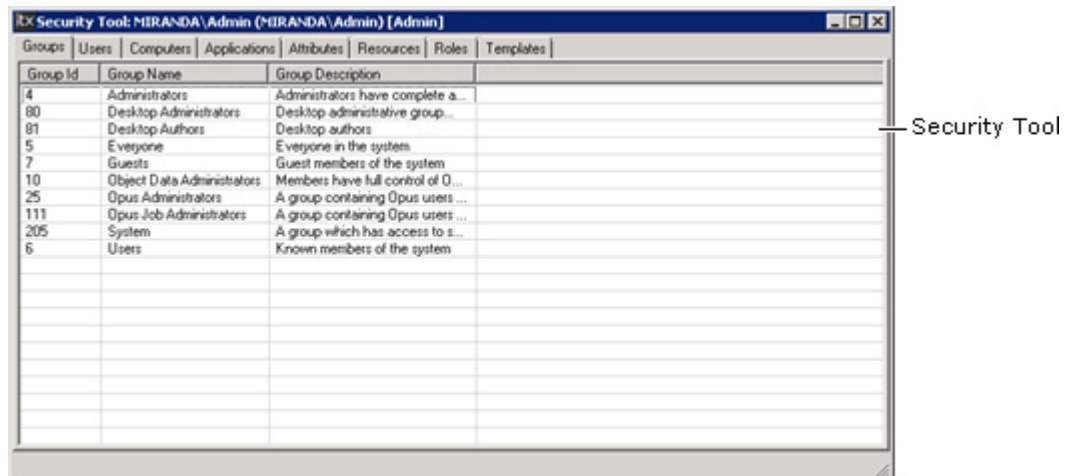 itx Security Tool: MIRANDA\Admin (MIRANDA\Admin) [Admin]
Groups Users Computers Applications Attributes Resources Roles Templates
Group Id Group Name Group Description
4 Administrators Administrators have complete a...
80 Desktop Administrators Desktop administrative group...
81 Desktop Authors Desktop authors
5 Everyone Everyone in the system
7 Guests Guest members of the system
10 Object Data Administrators Members have full control of O...
25 Opus Administrators A group containing Opus users ...
111 Opus Job Administrators A group containing Opus users ...
205 System A group which has access to s...
6 Users Known members of the system
Security Tool